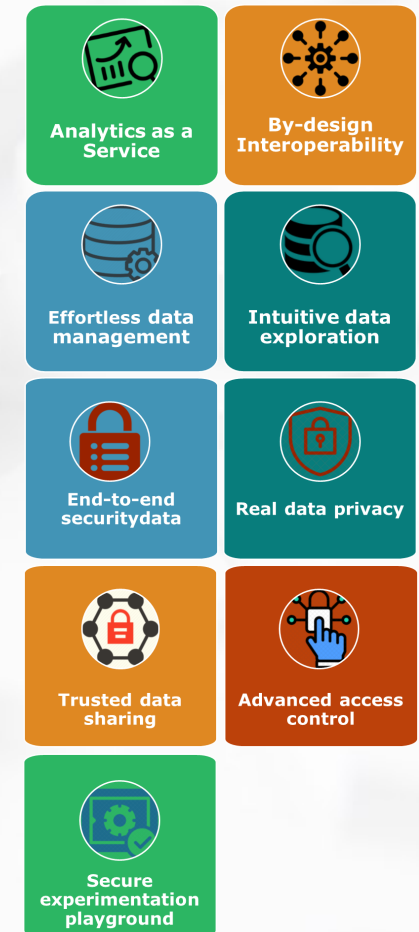 Analytics as a
Service
By-design
Interoperability
Effortless data
management
Intuitive data
exploration
End-to-end
securitydata
Real data privacy
Trusted data
sharing
Advanced access
control
Secure
experimentation
playground